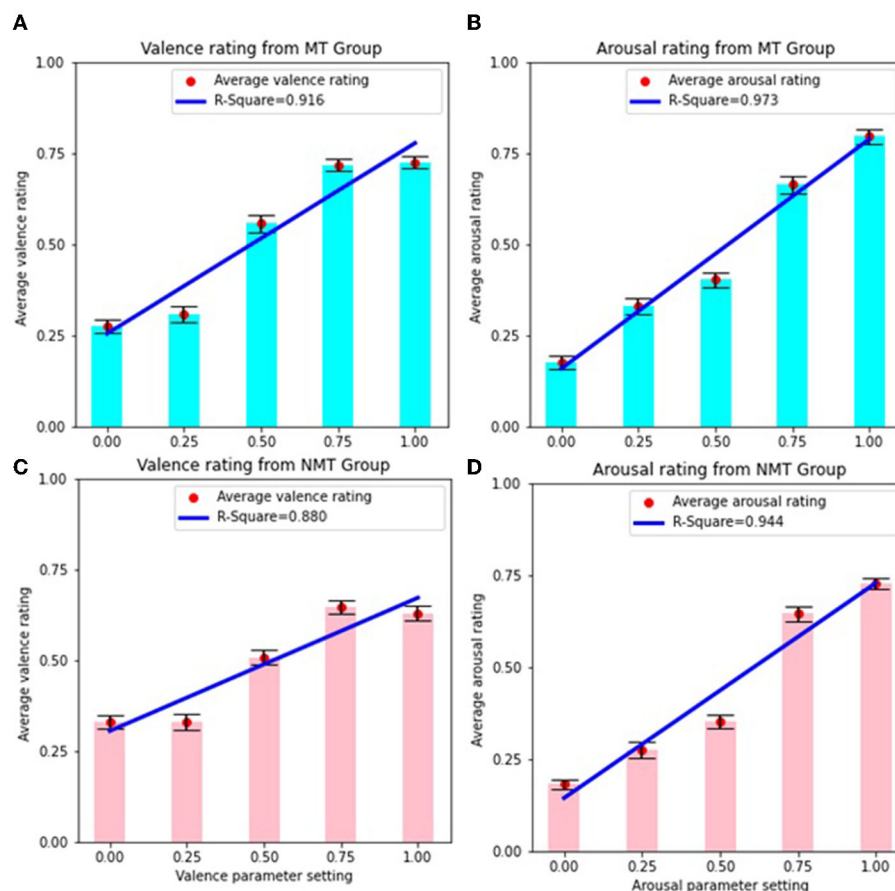 A
Valence rating from MT Group
Average valence rating
R-Square=0.916
1.00
0.75
0.50
0.25
0.00
Average valence rating
0.00 0.25 0.50 0.75 1.00
B
Arousal rating from MT Group
Average arousal rating
R-Square=0.973
1.00
0.75
0.50
0.25
0.00
Average arousal rating
0.00 0.25 0.50 0.75 1.00
C
Valence rating from NMT Group
Average valence rating
R-Square=0.880
1.00
0.75
0.50
0.25
0.00
Average valence rating
0.00 0.25 0.50 0.75 1.00
Valence parameter setting
D
Arousal rating from NMT Group
Average arousal rating
R-Square=0.944
1.00
0.75
0.50
0.25
0.00
Average arousal rating
0.00 0.25 0.50 0.75 1.00
Arousal parameter setting